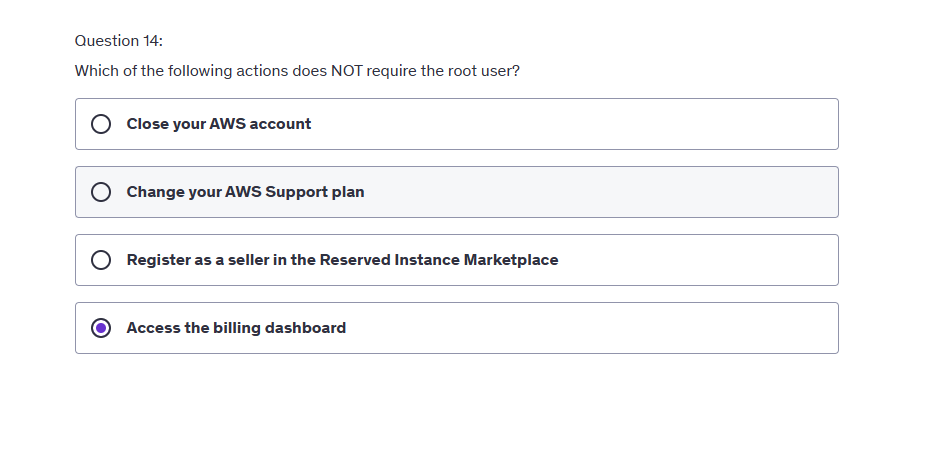 Question 14:
Which of the following actions does NOT require the root user?
Close your AWS account
Change your AWS Support plan
Register as a seller in the Reserved Instance Marketplace
Access the billing dashboard